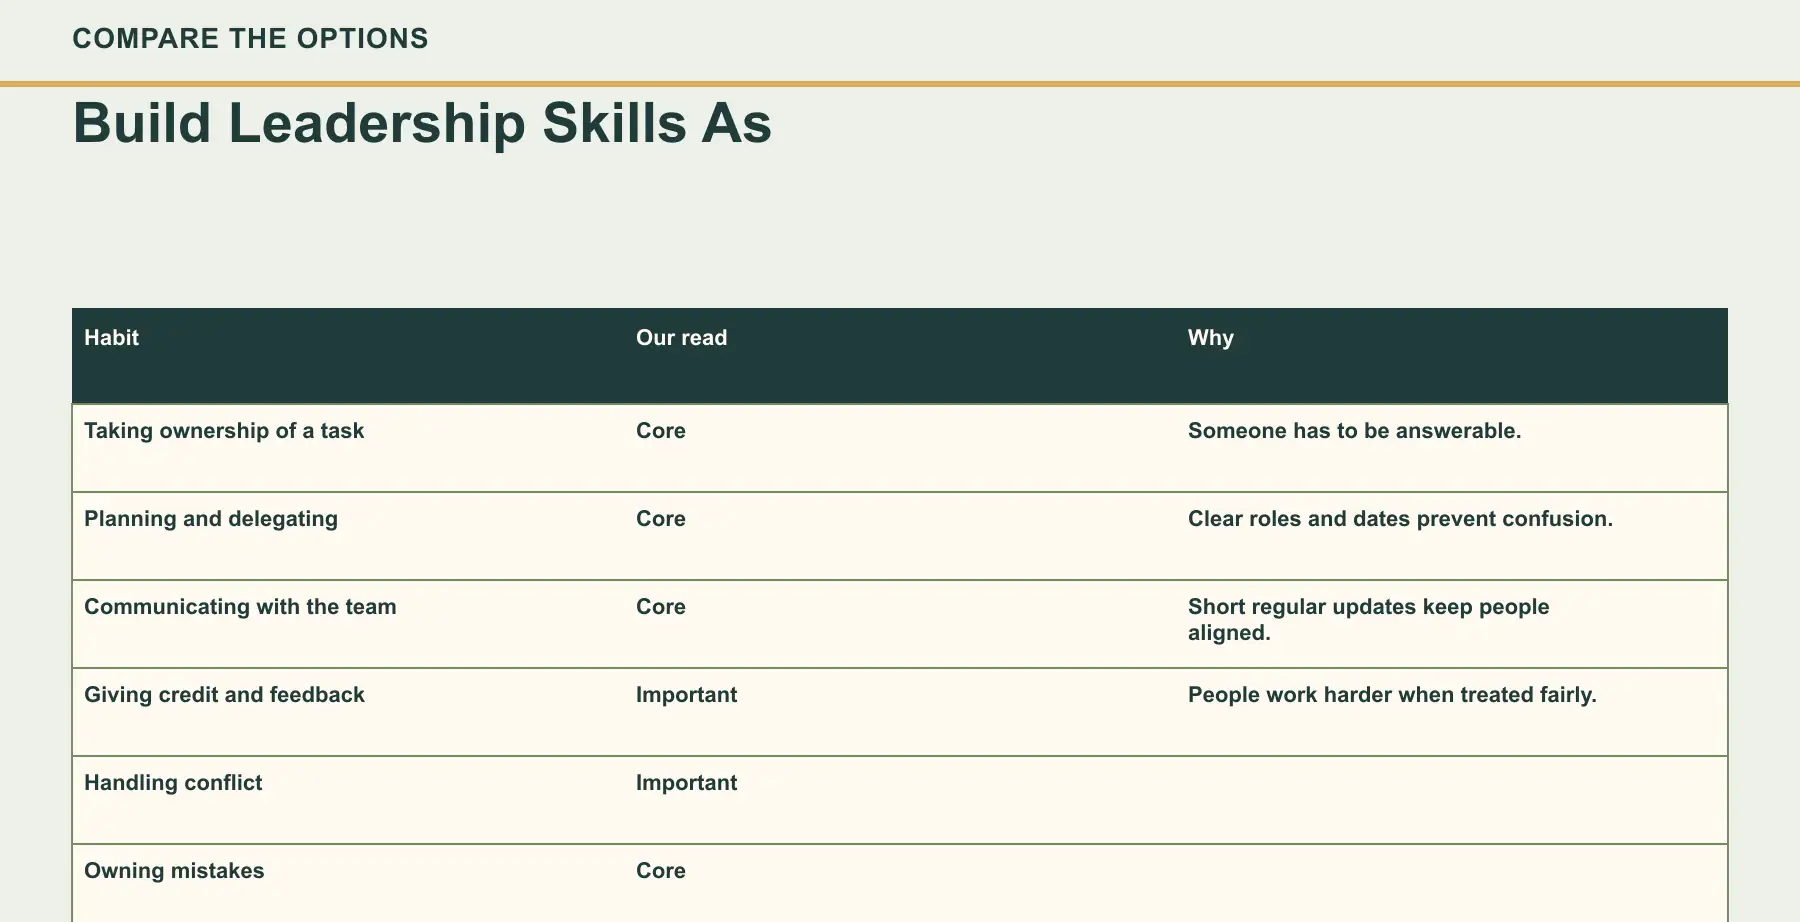 COMPARE THE OPTIONS
Build Leadership Skills As
Habit Our read Why
Taking ownership of a task Core Someone has to be answerable.
Planning and delegating Core Clear roles and dates prevent confusion.
Communicating with the team Core Short regular updates keep people
aligned.
Giving credit and feedback Important People work harder when treated fairly.
Handling conflict Important
Owning mistakes Core